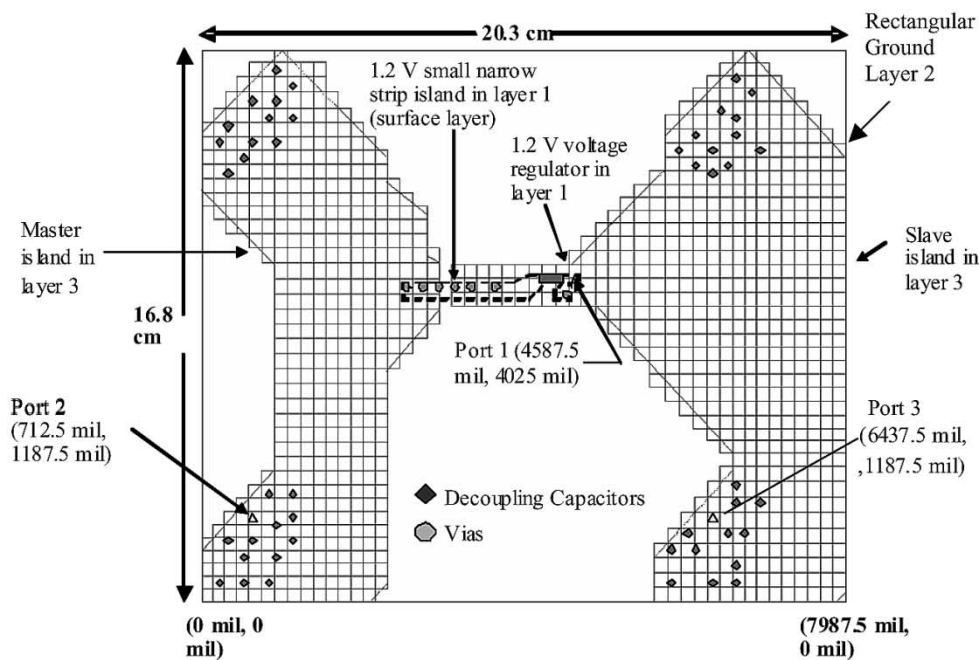 20.3 cm
Rectangular
Ground
Layer 2
1.2 V small narrow
strip island in layer 1
(surface layer)
1.2 V voltage
regulator in
layer 1
Master
island in
layer 3
Slave
island in
layer 3
16.8
cm
Port 1 (4587.5
mil, 4025 mil)
Port 2
(712.5 mil,
1187.5 mil)
Port 3
(6437.5 mil,
,1187.5 mil)
Decoupling Capacitors
Vias
(0 mil, 0
mil)
(7987.5 mil,
0 mil)